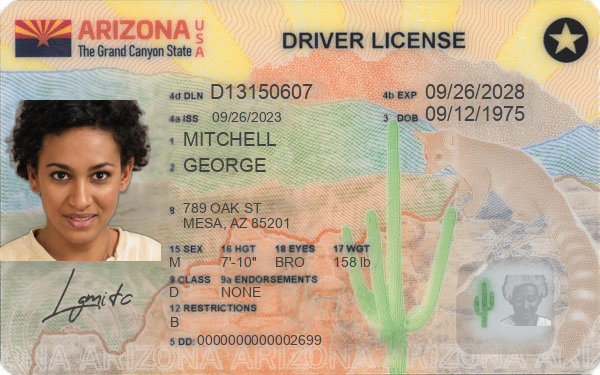 ARIZONA USA
The Grand Canyon State
DRIVER LICENSE
4d DLN D13150607 4b EXP 09/26/2028
4a ISS 09/26/2023 3 DOB 09/12/1975
1 MITCHELL
2 GEORGE
8 789 OAK ST
MESA, AZ 85201
15 SEX 16 HGT 18 EYES 17 WGT
M 7'-10" BRO 158 lb
9 CLASS 9a ENDORSEMENTS
D NONE
12 RESTRICTIONS
B
5 DD: 0000000000002699
ARIZONA ARIZONA ARIZONA ARIZONA